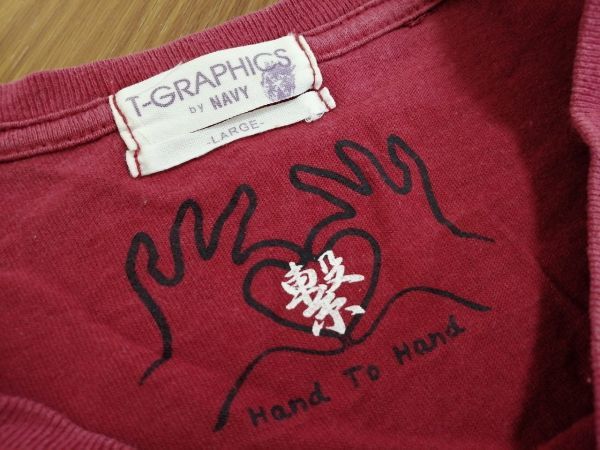 T-GRAPHICS
by NAVY
-LARGE-
繋
Hand To Hand